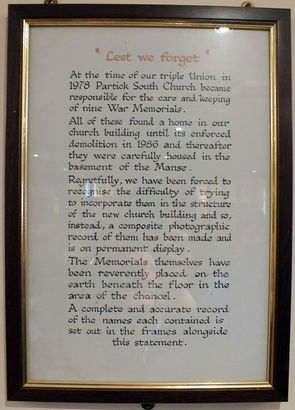 " Lest we forget "
At the time of our triple Union in
1978 Partick South Church became
responsible for the care and keeping
of nine War Memorials.
All of these found a home in our
church building until its enforced
demolition in 1986 and thereafter
they were carefully housed in the
basement of the Manse.
Regretfully, we have been forced to
recognise the difficulty of trying
to incorporate them in the structure
of the new church building and so,
instead, a composite photographic
record of them has been made and
is on permanent display.
The Memorials themselves have
been reverently placed on the
earth beneath the floor in the
area of the chancel.
A complete and accurate record
of the names each contained is
set out in the frames alongside
this statement.